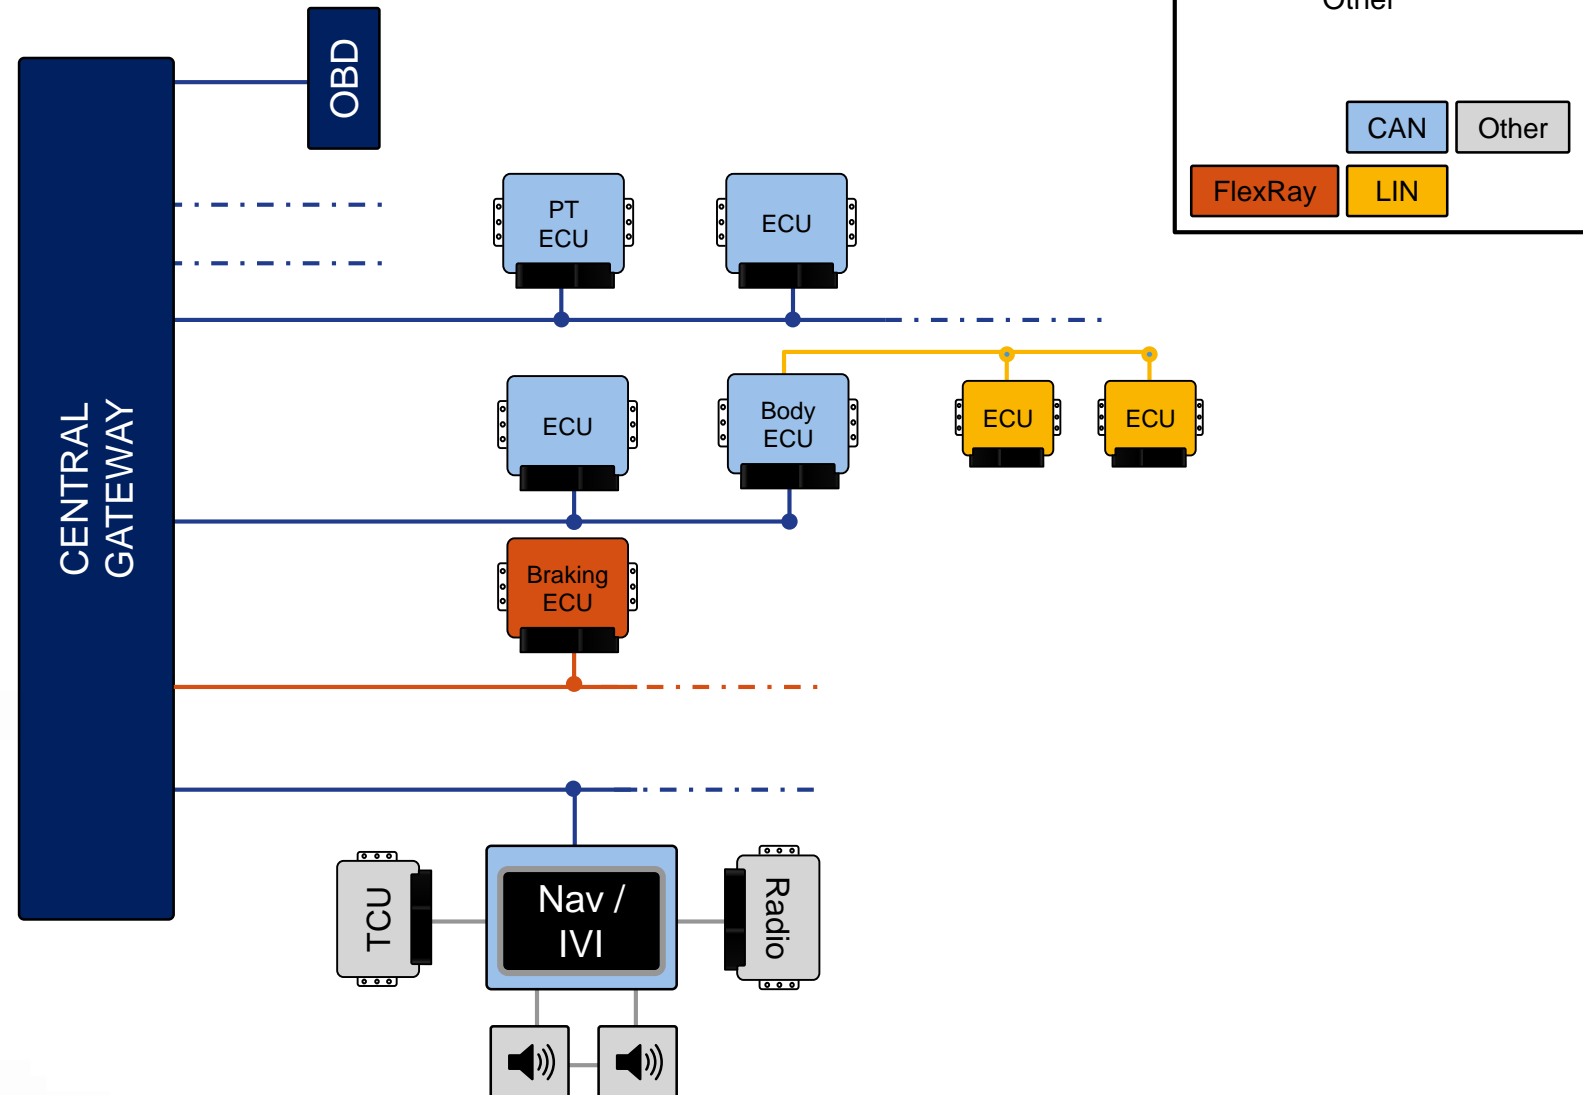 Other
OBD
CAN
Other
FlexRay
LIN
PT
ECU
ECU
CENTRAL
GATEWAY
ECU
Body
ECU
ECU
ECU
Braking
ECU
TCU
Nav /
IVI
Radio